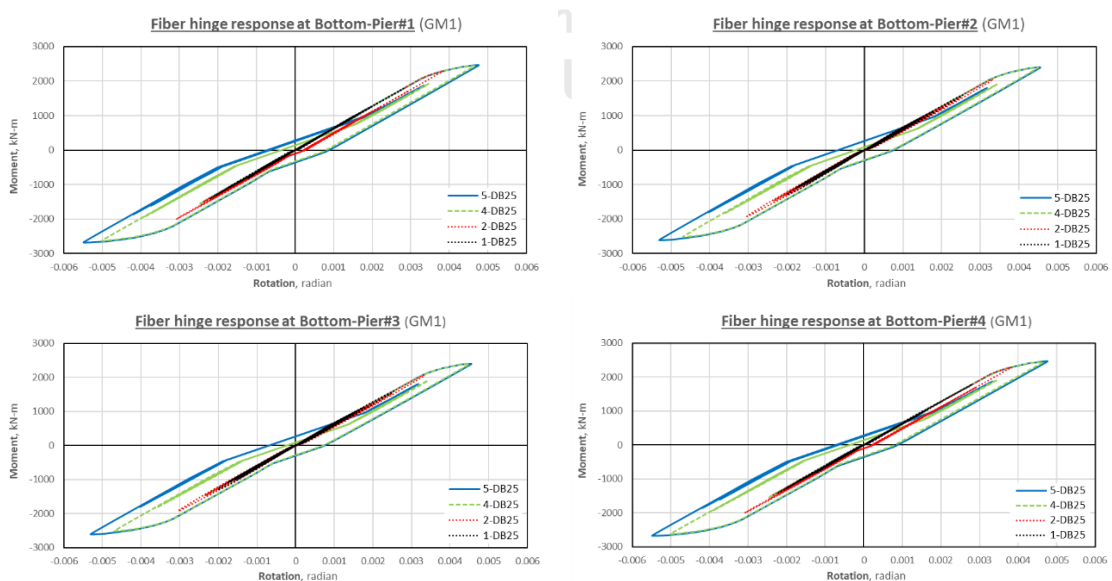 Fiber hinge response at Bottom-Pier#1 (GM1)
3000
2000
1000
0
-1000
-2000
-3000
Moment, kN-m
5-DB25
4-DB25
2-DB25
1-DB25
-0.006 -0.005 -0.004 -0.003 -0.002 -0.001 0 0.001 0.002 0.003 0.004 0.005 0.006
Rotation, radian
Fiber hinge response at Bottom-Pier#2 (GM1)
3000
2000
1000
0
-1000
-2000
-3000
Moment, kN-m
5-DB25
4-DB25
2-DB25
1-DB25
-0.006 -0.005 -0.004 -0.003 -0.002 -0.001 0 0.001 0.002 0.003 0.004 0.005 0.006
Rotation, radian
Fiber hinge response at Bottom-Pier#3 (GM1)
3000
2000
1000
0
-1000
-2000
-3000
Moment, kN-m
5-DB25
4-DB25
2-DB25
1-DB25
-0.006 -0.005 -0.004 -0.003 -0.002 -0.001 0 0.001 0.002 0.003 0.004 0.005 0.006
Rotation, radian
Fiber hinge response at Bottom-Pier#4 (GM1)
3000
2000
1000
0
-1000
-2000
-3000
Moment, kN-m
5-DB25
4-DB25
2-DB25
1-DB25
-0.006 -0.005 -0.004 -0.003 -0.002 -0.001 0 0.001 0.002 0.003 0.004 0.005 0.006
Rotation, radian